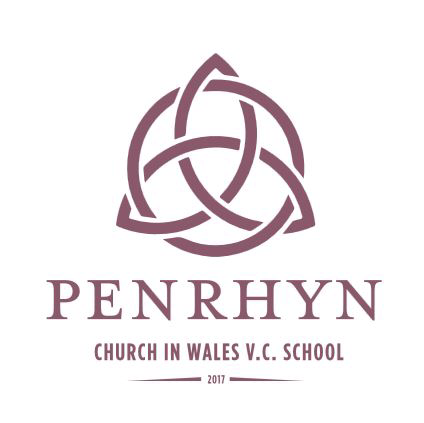 PENRHYN
CHURCH IN WALES V.C. SCHOOL
2017